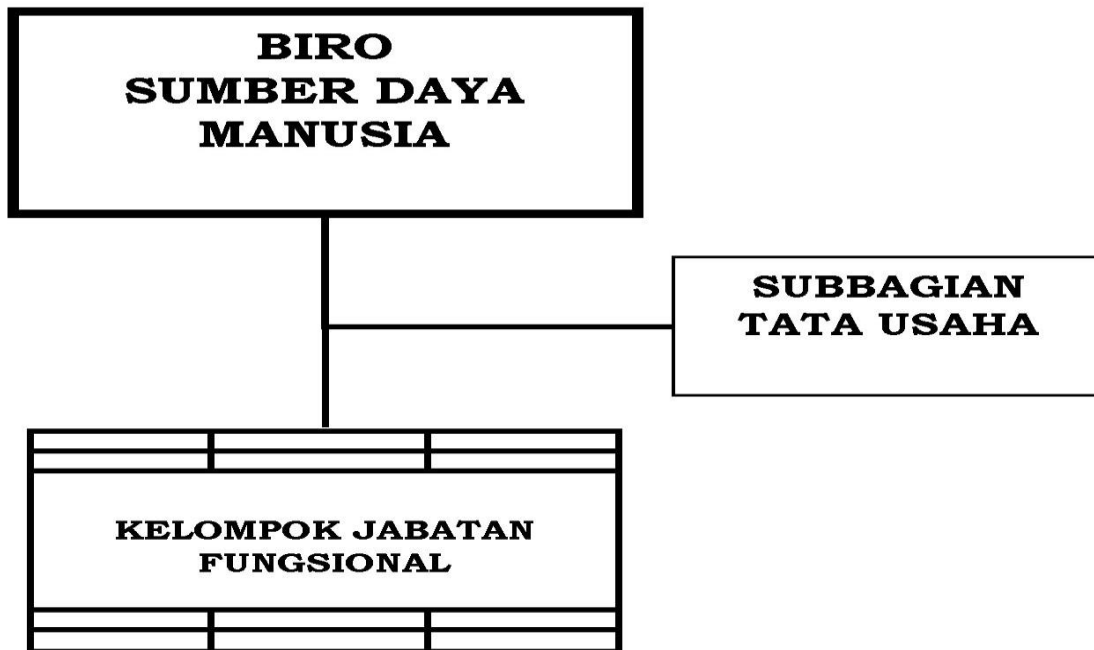 BIRO
SUMBER DAYA
MANUSIA
SUBBAGIAN
TATA USAHA
KELOMPOK JABATAN
FUNGSIONAL